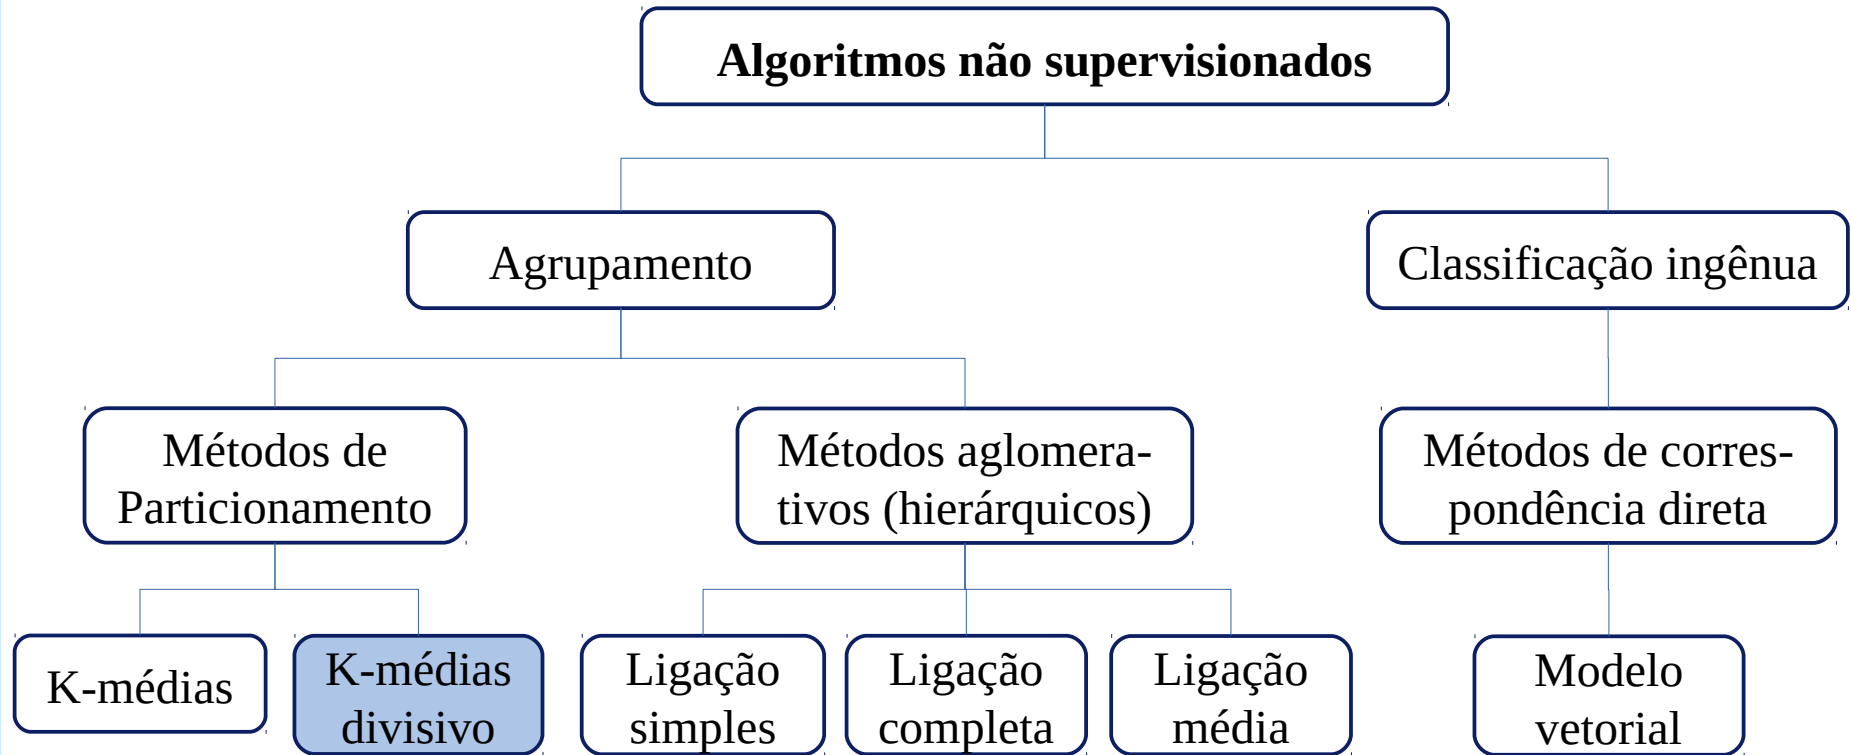 Algoritmos não supervisionados
Agrupamento
Classificação ingênua
Métodos de
Particionamento
Métodos aglomera-
tivos (hierárquicos)
Métodos de corres-
pondência direta
K-médias
K-médias
divisivo
Ligação
simples
Ligação
completa
Ligação
média
Modelo
vetorial